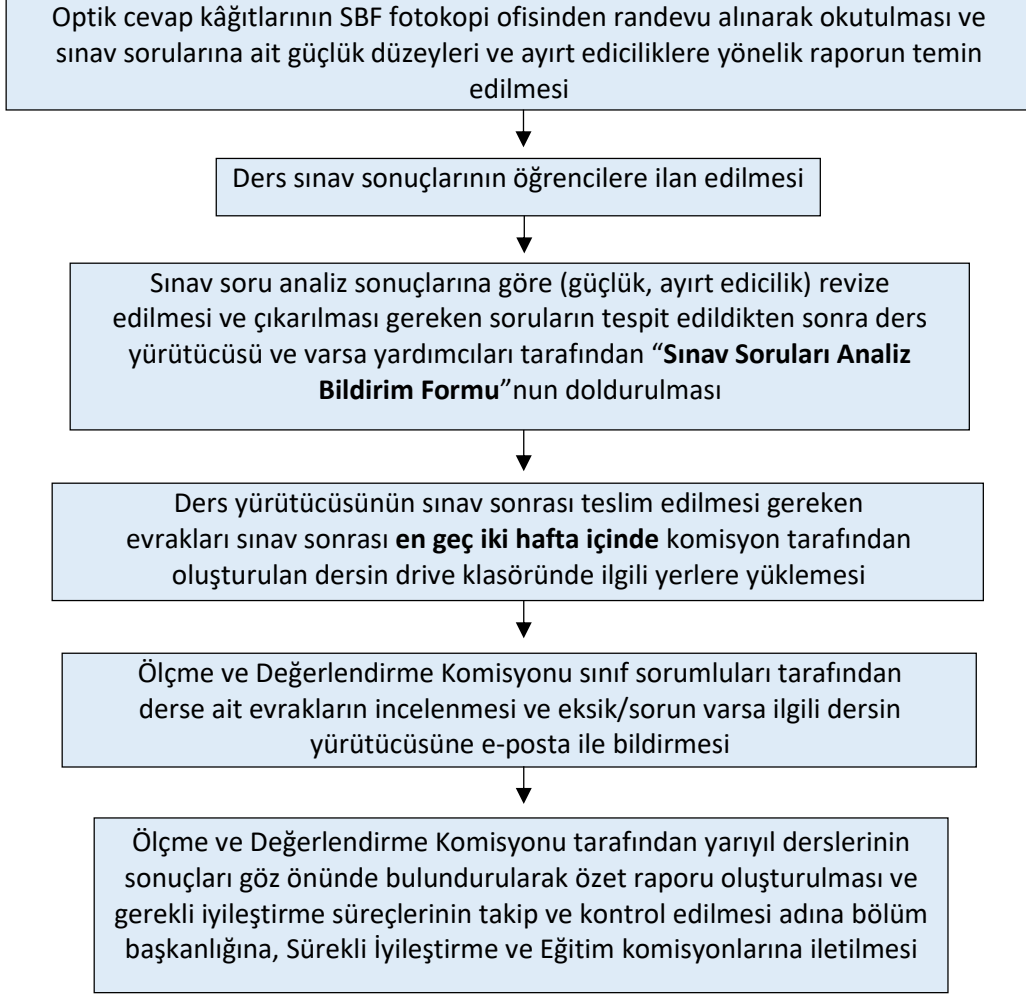 Optik cevap kâğıtlarının SBF fotokopi ofisinden randevu alınarak okutulması ve
sınav sorularına ait güçlük düzeyleri ve ayırt ediciliklere yönelik raporun temin
edilmesi
Ders sınav sonuçlarının öğrencilere ilan edilmesi
Sınav soru analiz sonuçlarına göre (güçlük, ayırt edicilik) revize
edilmesi ve çıkarılması gereken soruların tespit edildikten sonra ders
yürütücüsü ve varsa yardımcıları tarafından “Sınav Soruları Analiz
Bildirim Formu”nun doldurulması
Ders yürütücüsünün sınav sonrası teslim edilmesi gereken
evrakları sınav sonrası en geç iki hafta içinde komisyon tarafından
oluşturulan dersin drive klasöründe ilgili yerlere yüklemesi
Ölçme ve Değerlendirme Komisyonu sınıf sorumluları tarafından
derse ait evrakların incelenmesi ve eksik/sorun varsa ilgili dersin
yürütücüsüne e-posta ile bildirmesi
Ölçme ve Değerlendirme Komisyonu tarafından yarıyıl derslerinin
sonuçları göz önünde bulundurularak özet raporu oluşturulması ve
gerekli iyileştirme süreçlerinin takip ve kontrol edilmesi adına bölüm
başkanlığına, Sürekli İyileştirme ve Eğitim komisyonlarına iletilmesi